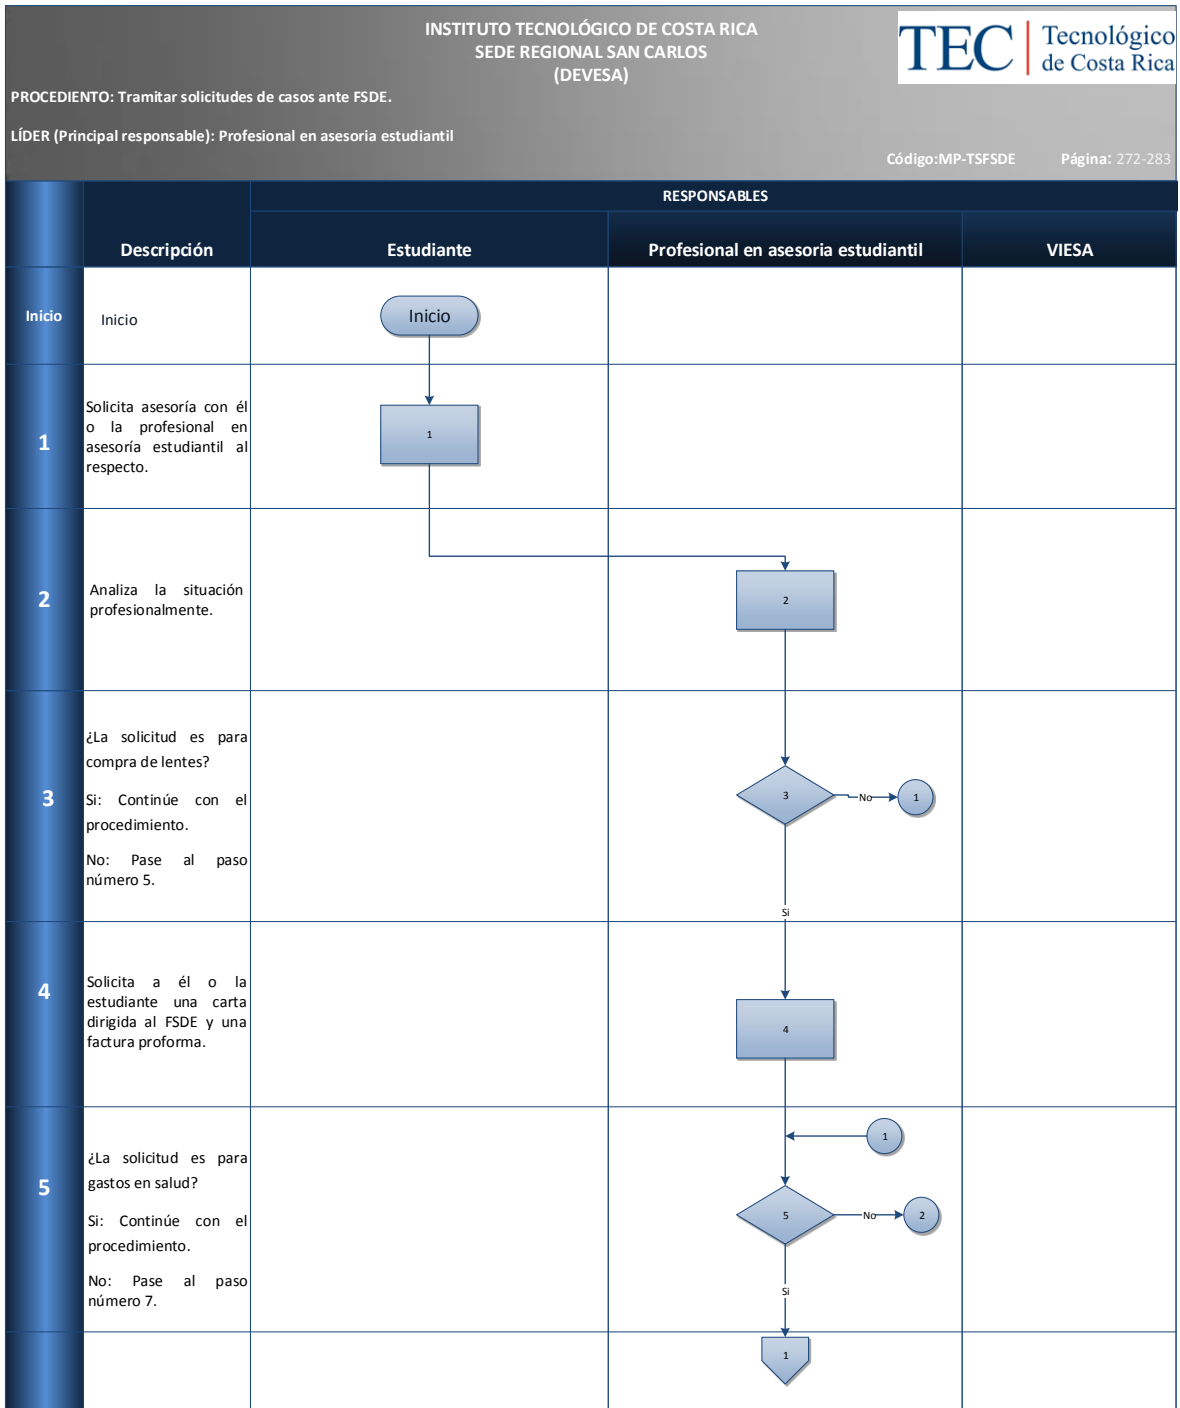 INSTITUTO TECNOLÓGICO DE COSTA RICA
SEDE REGIONAL SAN CARLOS
(DEVESA)
TEC
Tecnológico
de Costa Rica
PROCEDIENTO: Tramitar solicitudes de casos ante FSDE.
LÍDER (Principal responsable): Profesional en asesoria estudiantil
Código:MP-TSFSDE
Página: 272-283
RESPONSABLES
Descripción
Estudiante
Profesional en asesoria estudiantil
VIESA
Inicio
Inicio
Inicio
1
Solicita asesoría con él
o la profesional en
asesoría estudiantil al
respecto.
1
2
Analiza la situación
profesionalmente.
2
3
¿La solicitud es para
compra de lentes?
Si: Continúe con el
procedimiento.
No: Pase al paso
número 5.
3
No
1
Si
4
Solicita a él o la
estudiante una carta
dirigida al FSDE y una
factura proforma.
4
1
5
¿La solicitud es para
gastos en salud?
Si: Continúe con el
procedimiento.
No: Pase al paso
número 7.
5
No
2
Si
1